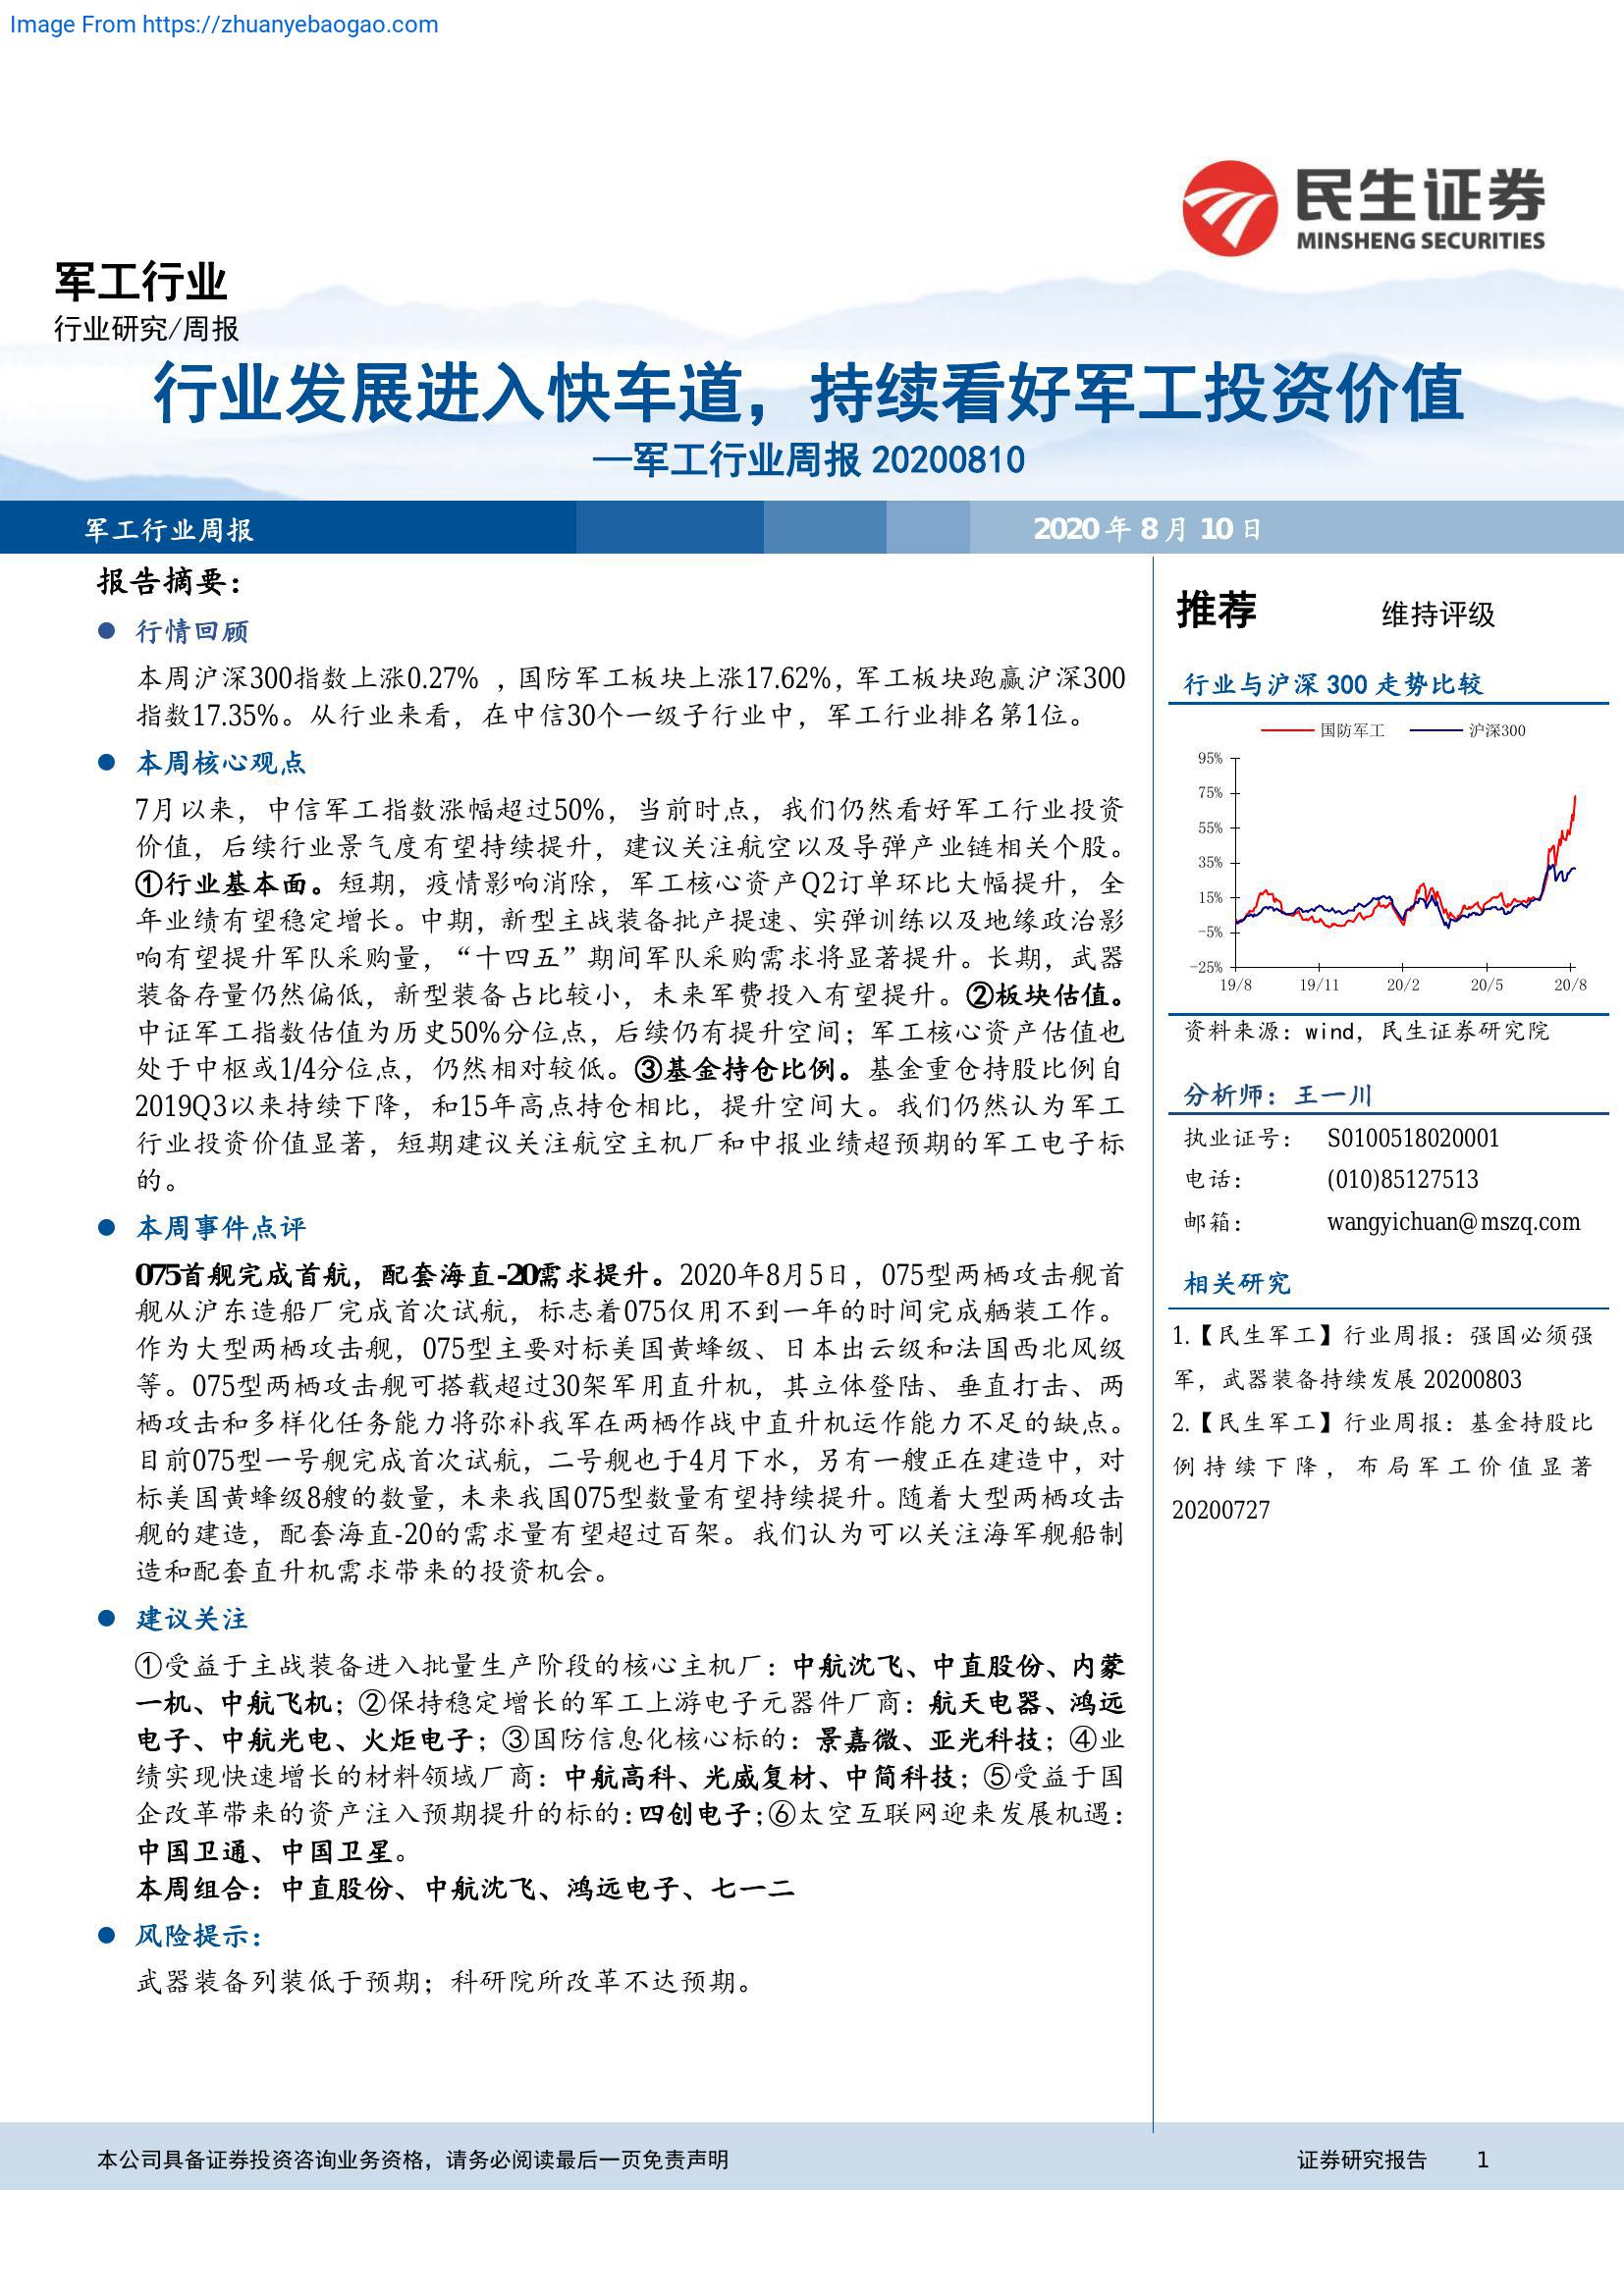 Image From https://zhuanyebaogao.com
民生证券
MINSHENG SECURITIES
军工行业
行业研究/周报
行业发展进入快车道，持续看好军工投资价值
—军工行业周报 20200810
军工行业周报
2020 年 8 月 10 日
报告摘要：
● 行情回顾
本周沪深300指数上涨0.27% ，国防军工板块上涨17.62%，军工板块跑赢沪深300
指数17.35%。从行业来看，在中信30个一级子行业中，军工行业排名第1位。
● 本周核心观点
7月以来，中信军工指数涨幅超过50%，当前时点，我们仍然看好军工行业投资
价值，后续行业景气度有望持续提升，建议关注航空以及导弹产业链相关个股。
①行业基本面。短期，疫情影响消除，军工核心资产Q2订单环比大幅提升，全
年业绩有望稳定增长。中期，新型主战装备批产提速、实弹训练以及地缘政治影
响有望提升军队采购量，“十四五”期间军队采购需求将显著提升。长期，武器
装备存量仍然偏低，新型装备占比较小，未来军费投入有望提升。②板块估值。
中证军工指数估值为历史50%分位点，后续仍有提升空间；军工核心资产估值也
处于中枢或1/4分位点，仍然相对较低。③基金持仓比例。基金重仓持股比例自
2019Q3以来持续下降，和15年高点持仓相比，提升空间大。我们仍然认为军工
行业投资价值显著，短期建议关注航空主机厂和中报业绩超预期的军工电子标
的。
● 本周事件点评
075首舰完成首航，配套海直-20需求提升。2020年8月5日，075型两栖攻击舰首
舰从沪东造船厂完成首次试航，标志着075仅用不到一年的时间完成舾装工作。
作为大型两栖攻击舰，075型主要对标美国黄蜂级、日本出云级和法国西北风级
等。075型两栖攻击舰可搭载超过30架军用直升机，其立体登陆、垂直打击、两
栖攻击和多样化任务能力将弥补我军在两栖作战中直升机运作能力不足的缺点。
目前075型一号舰完成首次试航，二号舰也于4月下水，另有一艘正在建造中，对
标美国黄蜂级8艘的数量，未来我国075型数量有望持续提升。随着大型两栖攻击
舰的建造，配套海直-20的需求量有望超过百架。我们认为可以关注海军舰船制
造和配套直升机需求带来的投资机会。
● 建议关注
①受益于主战装备进入批量生产阶段的核心主机厂：中航沈飞、中直股份、内蒙
一机、中航飞机；②保持稳定增长的军工上游电子元器件厂商：航天电器、鸿远
电子、中航光电、火炬电子；③国防信息化核心标的：景嘉微、亚光科技；④业
绩实现快速增长的材料领域厂商：中航高科、光威复材、中简科技；⑤受益于国
企改革带来的资产注入预期提升的标的：四创电子；⑥太空互联网迎来发展机遇：
中国卫通、中国卫星。
本周组合：中直股份、中航沈飞、鸿远电子、七一二
● 风险提示：
武器装备列装低于预期；科研院所改革不达预期。
推荐 维持评级
行业与沪深 300 走势比较
国防军工 沪深300
95%
75%
55%
35%
15%
-5%
-25%
19/8 19/11 20/2 20/5 20/8
资料来源：wind，民生证券研究院
分析师：王一川
执业证号： S0100518020001
电话： (010)85127513
邮箱： wangyichuan@mszq.com
相关研究
1.【民生军工】行业周报：强国必须强
军，武器装备持续发展 20200803
2.【民生军工】行业周报：基金持股比
例持续下降，布局军工价值显著
20200727
本公司具备证券投资咨询业务资格，请务必阅读最后一页免责声明
证券研究报告 1